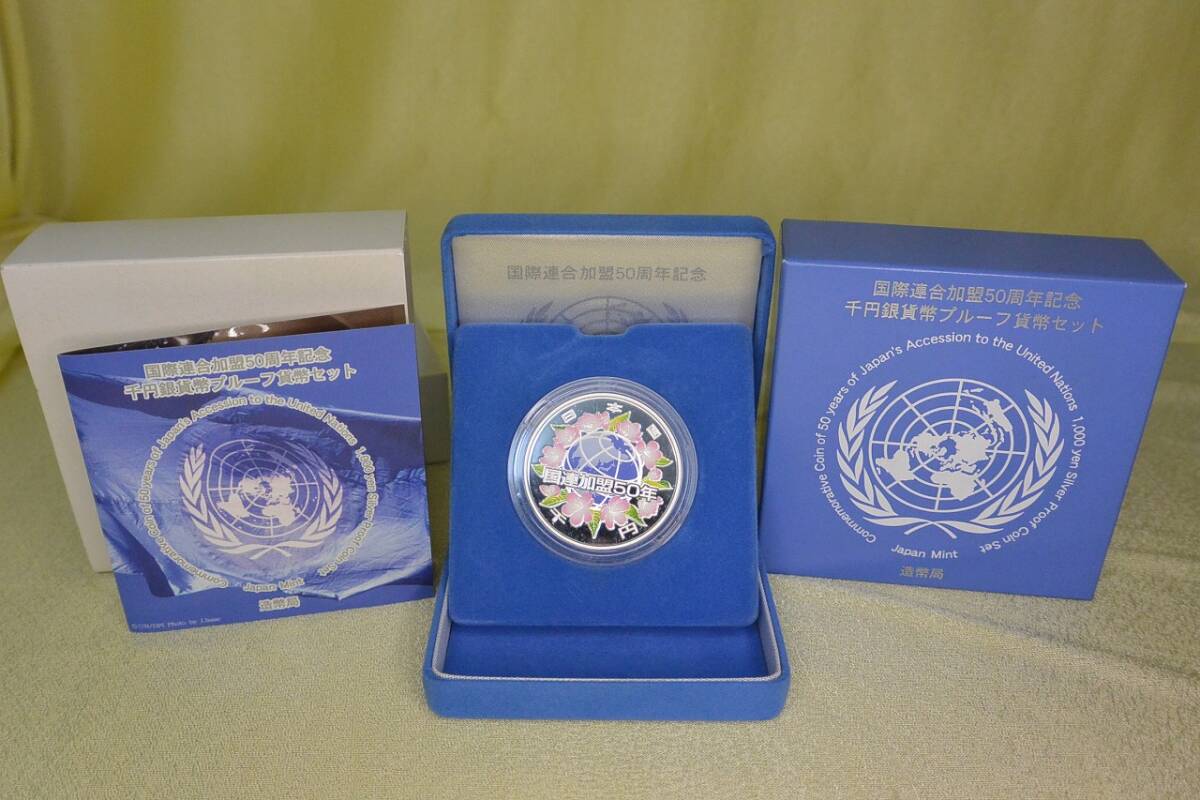 国際連合加盟50周年記念
千円銀貨幣プルーフ貨幣セット
Commemorative Coin of 50 years of Japan's Accession to the United Nations 1,000 yen Silver Proof Coin Set
Japan Mint
造幣局
国際連合加盟50周年記念
日本国
国連加盟50年
千円
国際連合加盟50周年記念
千円銀貨幣プルーフ貨幣セット
Commemorative Coin of 50 years of Japan's Accession to the United Nations 1,000 yen Silver Proof Coin Set
Japan Mint
造幣局